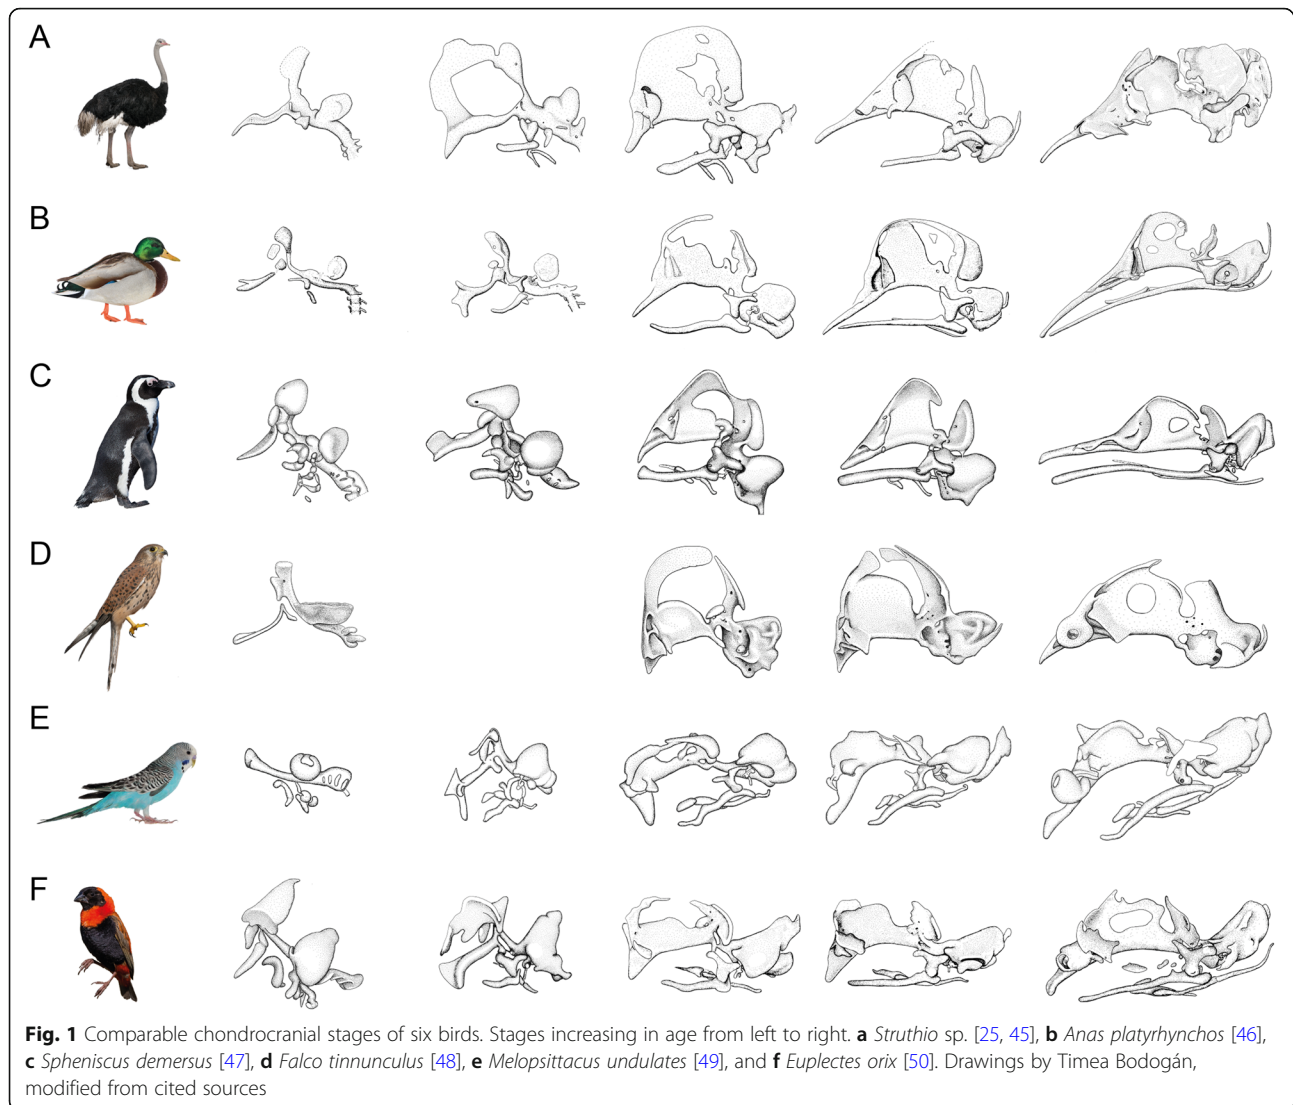 A
B
C
D
E
F
Fig. 1 Comparable chondrocranial stages of six birds. Stages increasing in age from left to right. a Struthio sp. [25, 45], b Anas platyrhynchos [46],
c Spheniscus demersus [47], d Falco tinnunculus [48], e Melopsittacus undulates [49], and f Euplectes orix [50]. Drawings by Timea Bodogán,
modified from cited sources